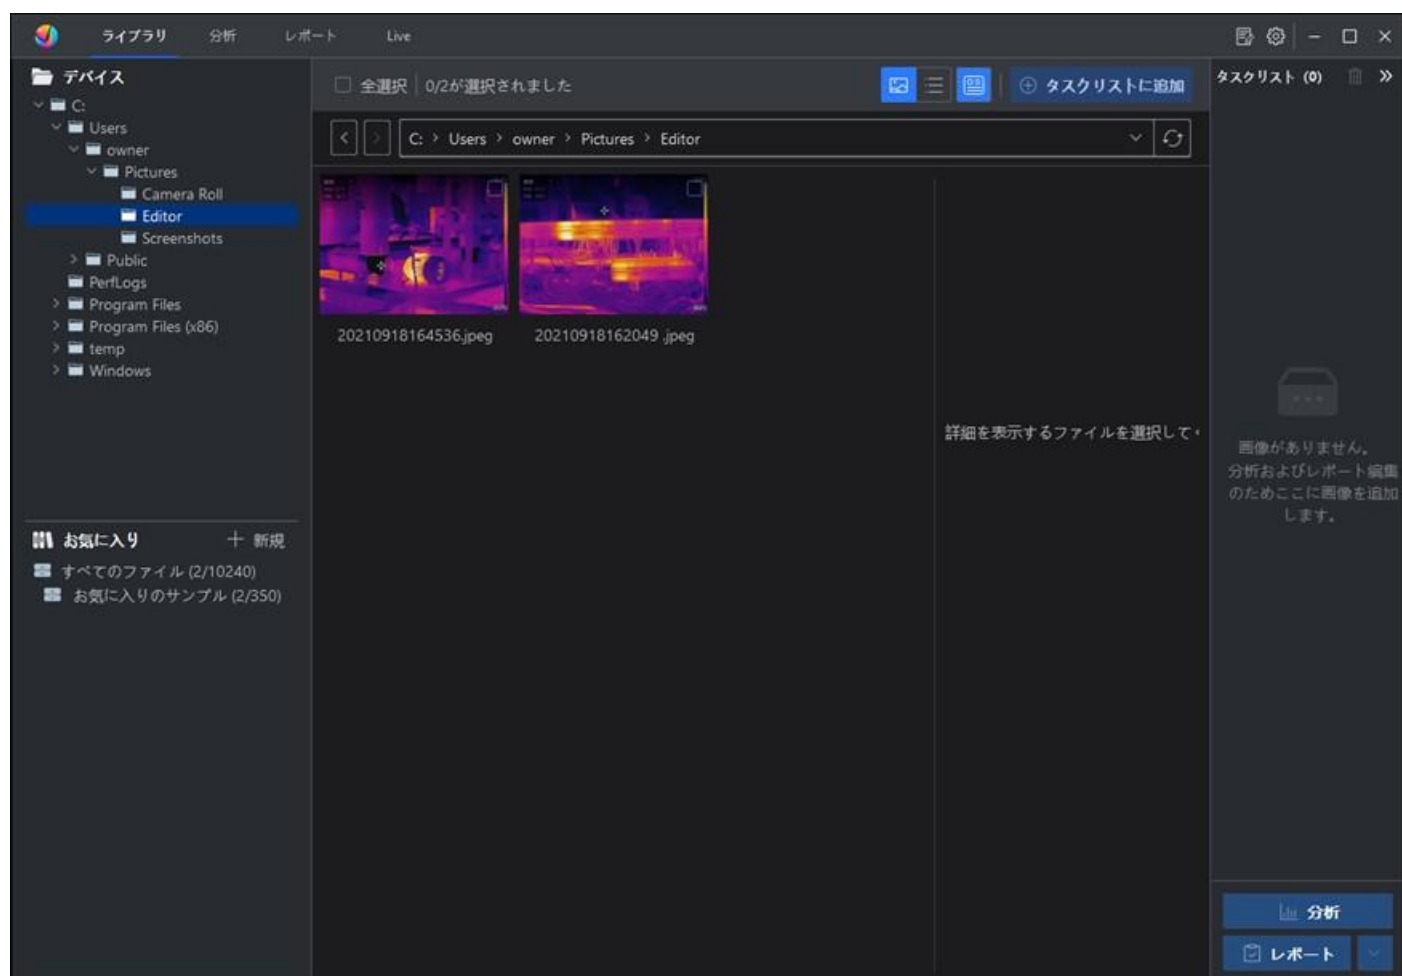 ライブラリ 分析 レポート Live
デバイス
C:
Users
owner
Pictures
Camera Roll
Editor
Screenshots
Public
PerfLogs
Program Files
Program Files (x86)
temp
Windows
お気に入り + 新規
すべてのファイル (2/10240)
お気に入りのサンプル (2/350)
全選択 0/2が選択されました
タスクリストに追加
C: > Users > owner > Pictures > Editor
20210918164536.jpeg 20210918162049 .jpeg
詳細を表示するファイルを選択して
タスクリスト (0)
画像がありません。
分析およびレポート編集
のためここに画像を追加
します。
分析
レポート